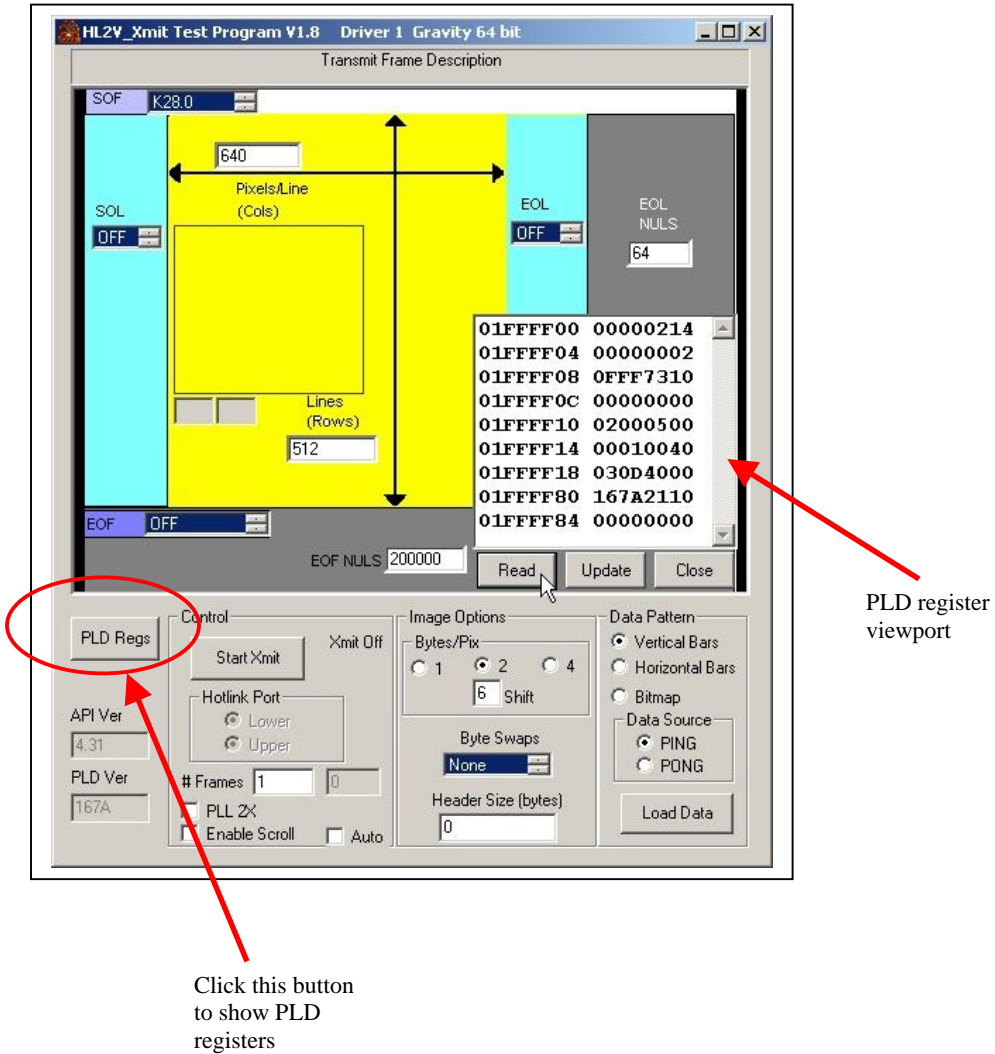 HL2V_Xmit Test Program V1.8 Driver 1 Gravity 64 bit
Transmit Frame Description
SOF K28.0
640
Pixels/Line
(Cols)
SOL
OFF
EOL
OFF
EOL
NULS
64
Lines
(Rows)
512
01FFFF00 00000214
01FFFF04 00000002
01FFFF08 0FFF7310
01FFFF0C 00000000
01FFFF10 02000500
01FFFF14 00010040
01FFFF18 030D4000
01FFFF80 167A2110
01FFFF84 00000000
EOF OFF
EOF NULS 200000
Read Update Close
PLD register
viewport
PLD Regs
API Ver
4.31
PLD Ver
167A
Control
Start Xmit Xmit Off
Hotlink Port
Lower
Upper
# Frames 1 0
PLL 2X
Enable Scroll Auto
Image Options
Bytes/Pix
1 2 4
6 Shift
Byte Swaps
None
Header Size (bytes)
0
Data Pattern
Vertical Bars
Horizontal Bars
Bitmap
Data Source
PING
PONG
Load Data
Click this button
to show PLD
registers